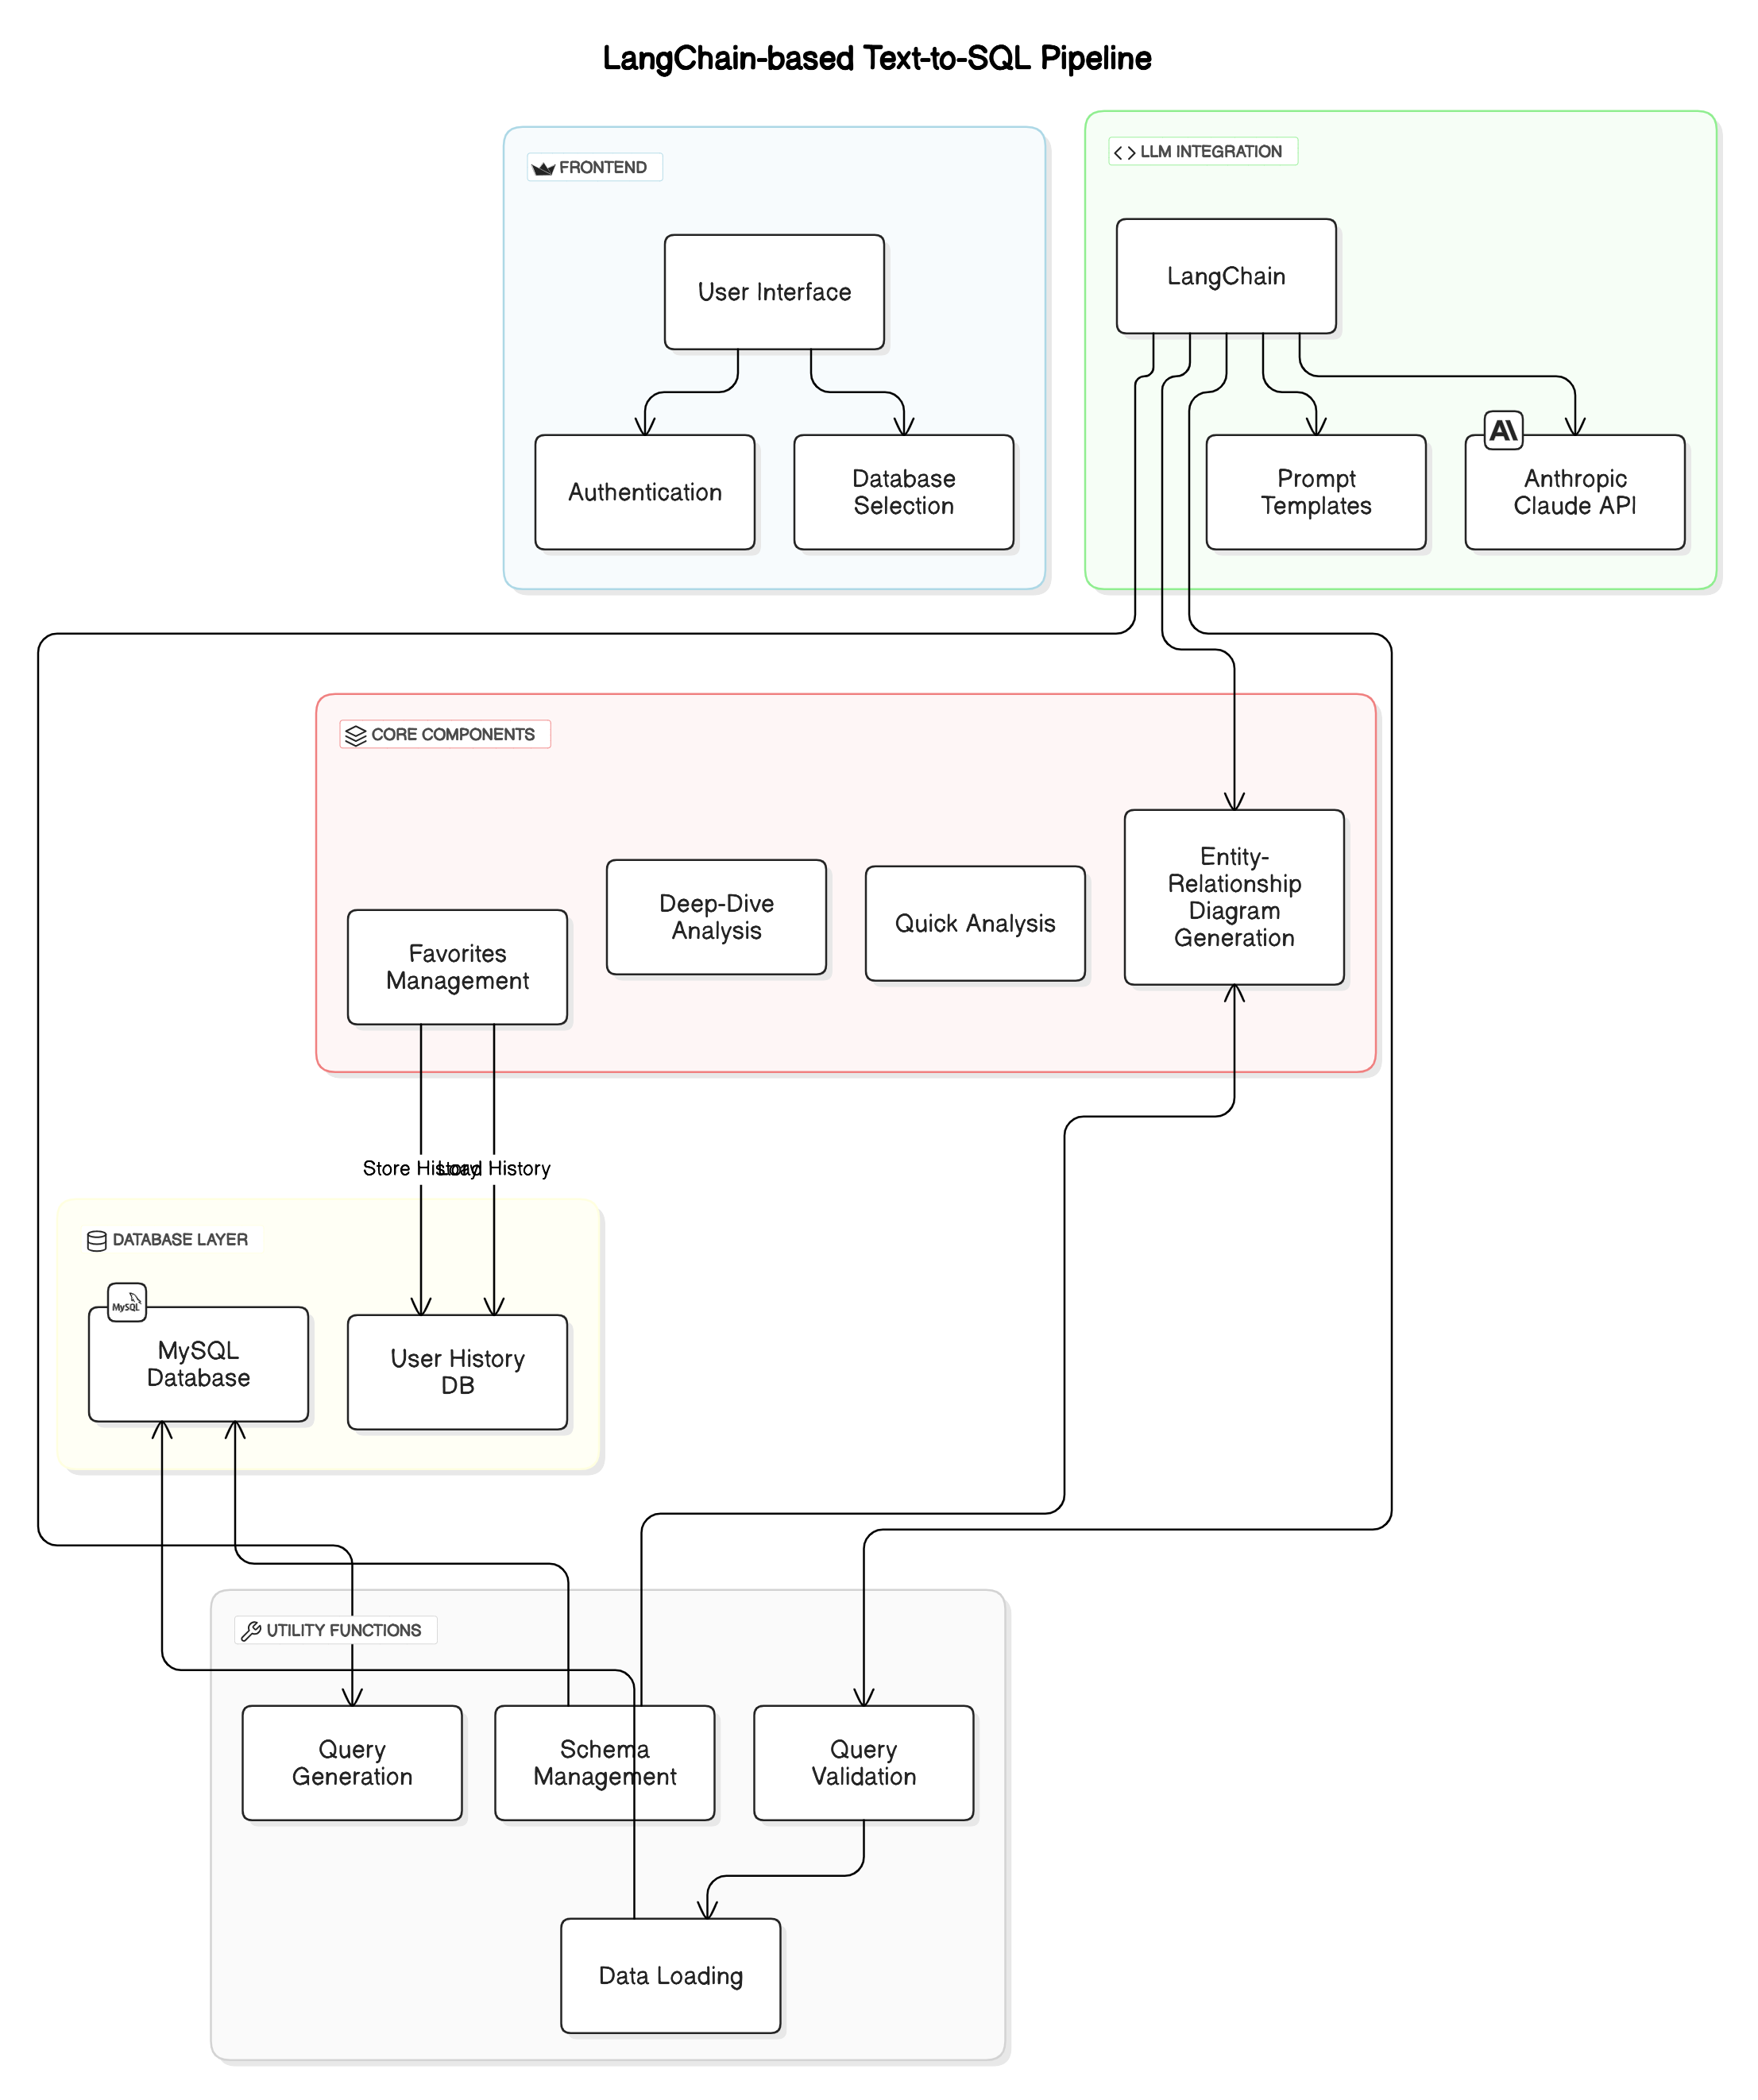 LangChain-based Text-to-SQL Pipeline
FRONTEND
LLM INTEGRATION
User Interface
LangChain
Authentication
Database
Selection
Prompt
Templates
A\
Anthropic
Claude API
CORE COMPONENTS
Favorites
Management
Deep-Dive
Analysis
Quick Analysis
Entity-
Relationship
Diagram
Generation
Store History
Load History
DATABASE LAYER
MySQL
MySQL
Database
User History
DB
UTILITY FUNCTIONS
Query
Generation
Schema
Management
Query
Validation
Data Loading